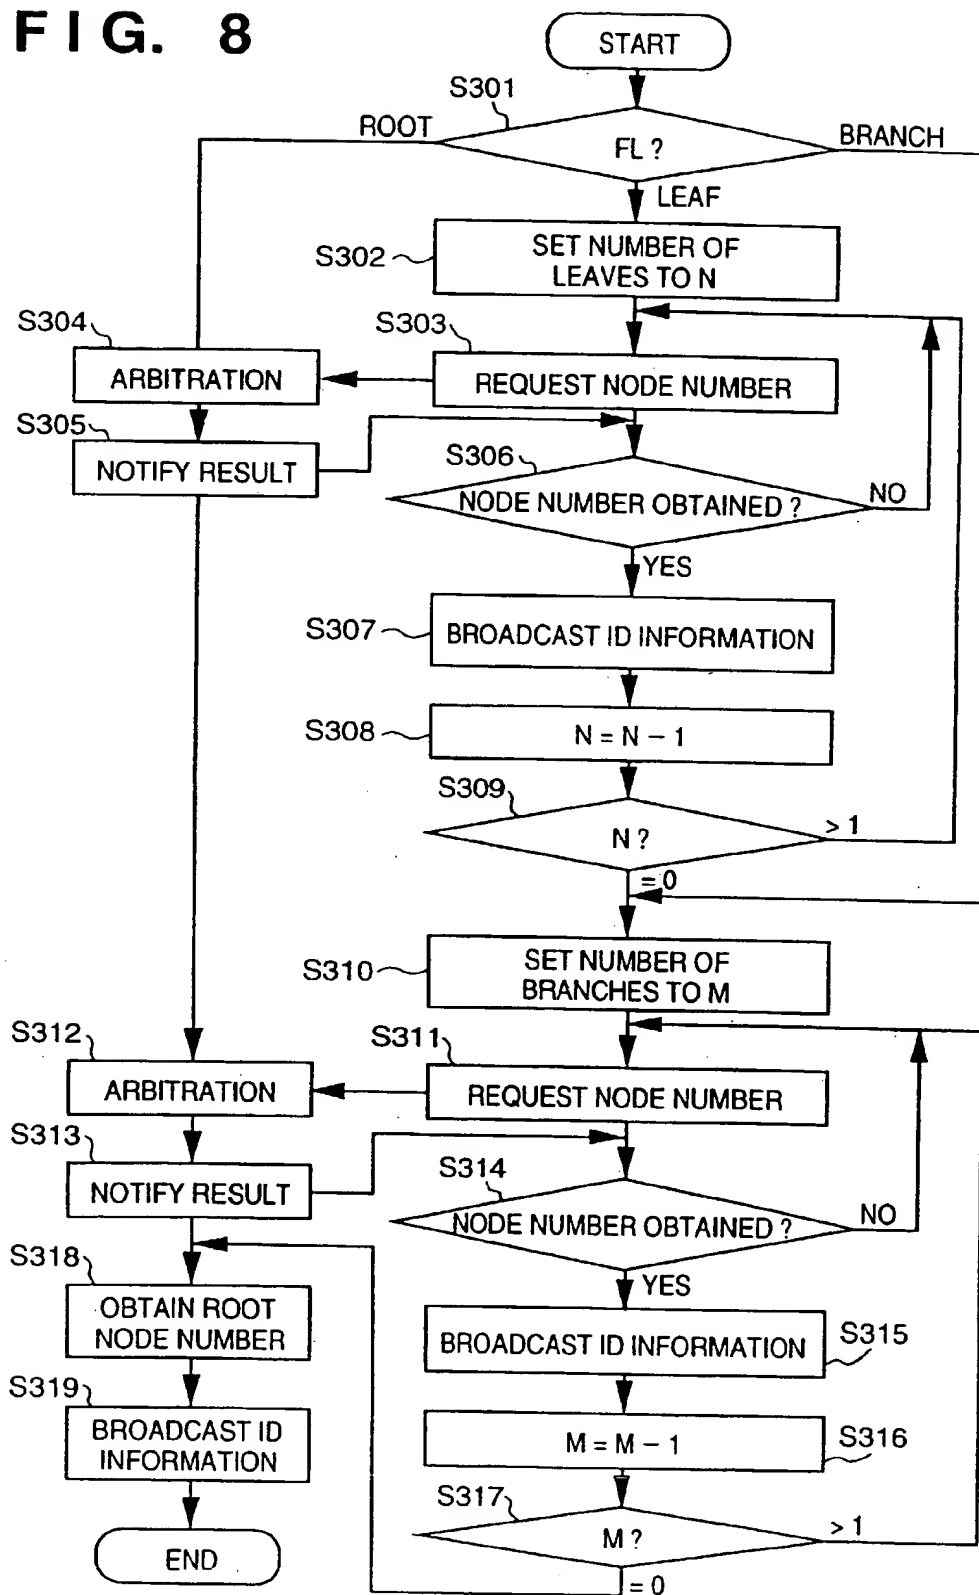 FIG. 8
START
S301
ROOT
FL ?
BRANCH
LEAF
S302
SET NUMBER OF
LEAVES TO N
S304
S303
ARBITRATION
REQUEST NODE NUMBER
S305
NOTIFY RESULT
S306
NODE NUMBER OBTAINED ?
NO
YES
S307
BROADCAST ID INFORMATION
S308
N = N − 1
S309
N ?
> 1
= 0
S310
SET NUMBER OF
BRANCHES TO M
S312
S311
ARBITRATION
REQUEST NODE NUMBER
S313
NOTIFY RESULT
S314
NODE NUMBER OBTAINED ?
NO
YES
S318
OBTAIN ROOT
NODE NUMBER
BROADCAST ID INFORMATION
S315
S319
BROADCAST ID
INFORMATION
M = M − 1
S316
S317
M ?
> 1
= 0
END